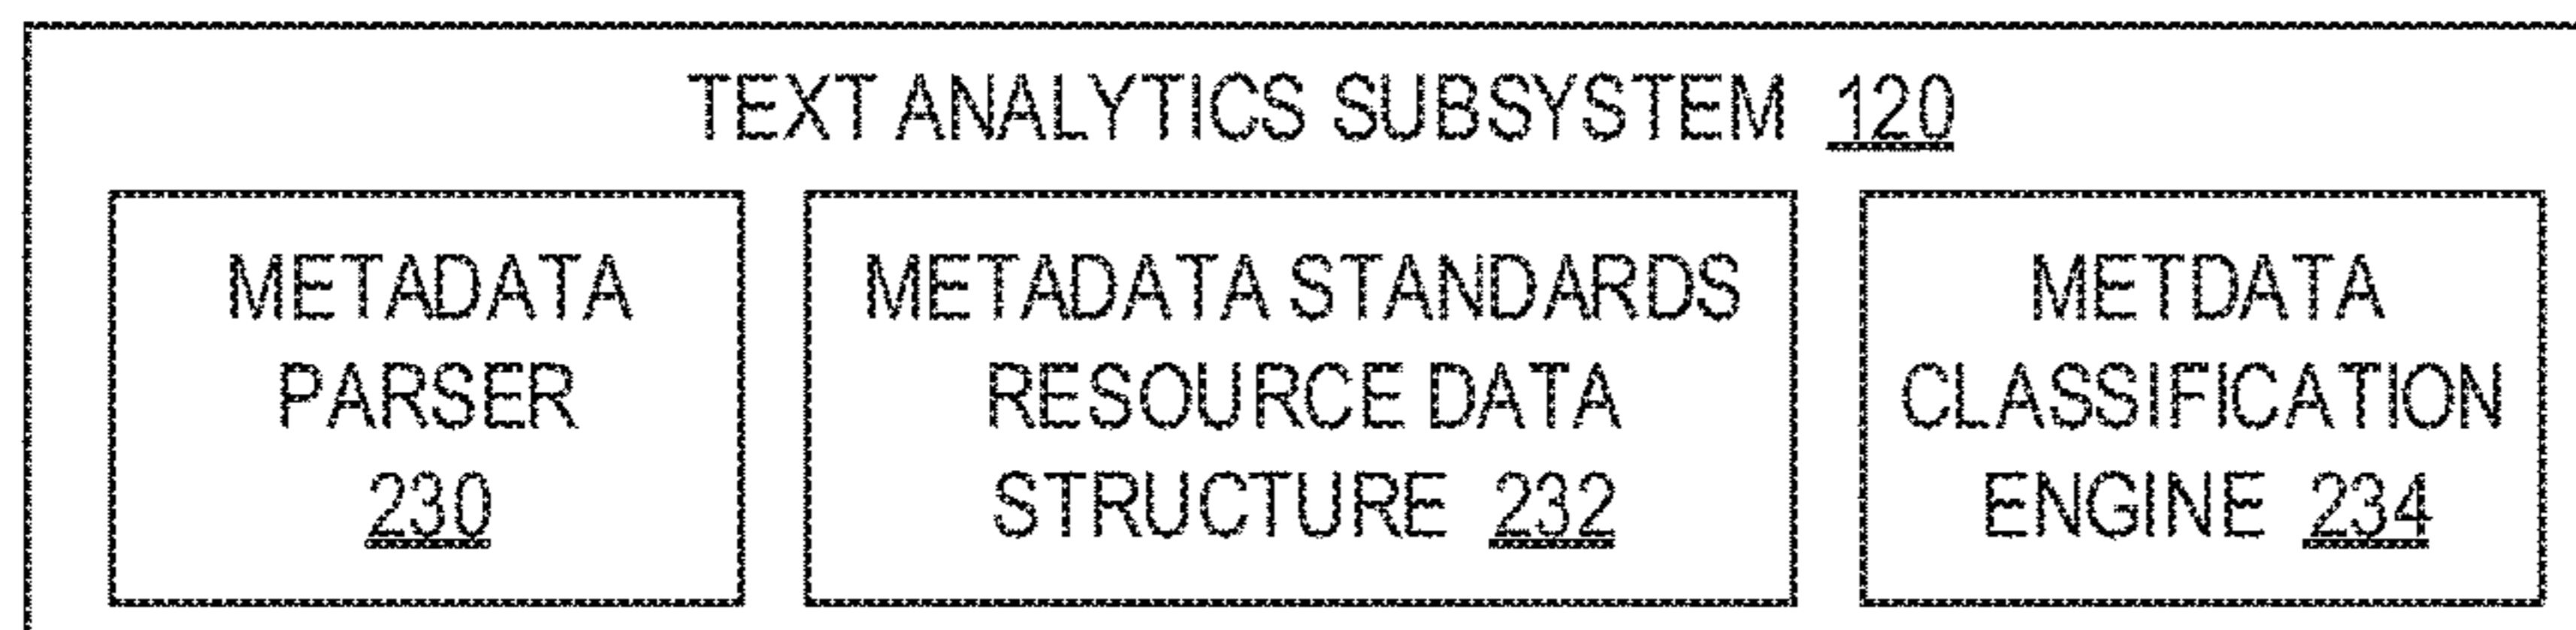 TEXT ANALYTICS SUBSYSTEM 120
METADATA
PARSER
230
METADATA STANDARDS
RESOURCE DATA
STRUCTURE 232
METDATA
CLASSIFICATION
ENGINE 234